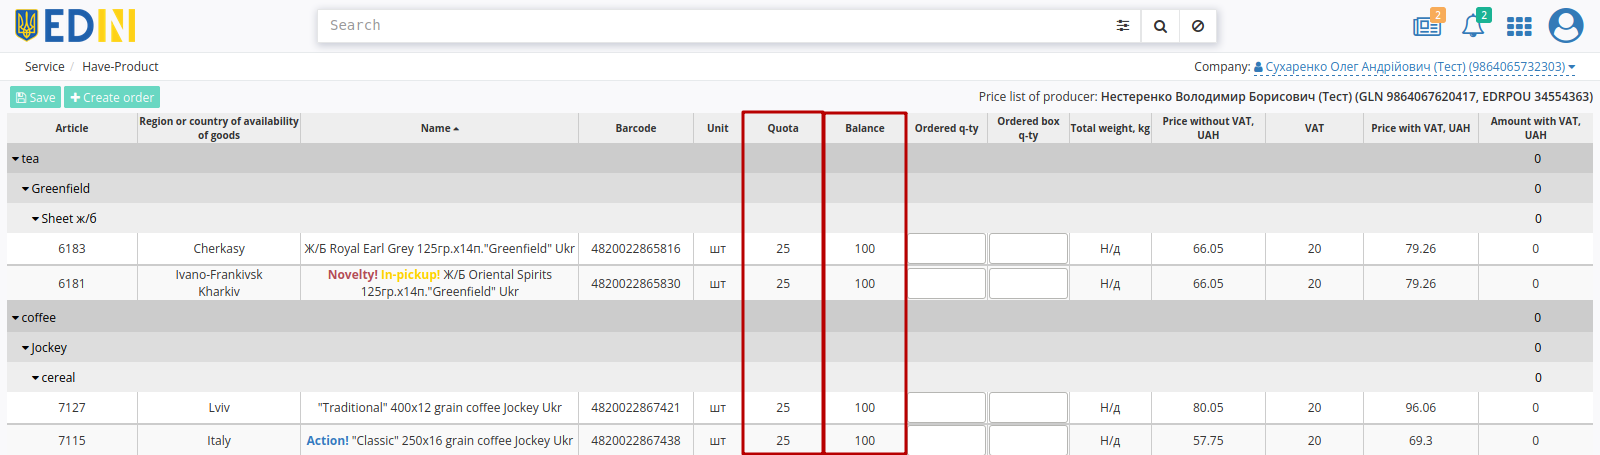 EDIN
Search
2
2
Service / Have-Product
Company: Сухаренко Олег Андрійович (Тест) (9864065732303)
Save
Create order
Price list of producer: Нестеренко Володимир Борисович (Тест) (GLN 9864067620417, EDRPOU 34554363)
Article Region or country of availability of goods Name Barcode Unit Quota Balance Ordered q-ty Ordered box q-ty Total weight, kg Price without VAT, UAH VAT Price with VAT, UAH Amount with VAT, UAH
tea 0
Greenfield 0
Sheet ж/б 0
6183 Cherkasy Ж/Б Royal Earl Grey 125гр.х14п."Greenfield" Ukr 4820022865816 шт 25 100 Н/д 66.05 20 79.26 0
6181 Ivano-Frankivsk Kharkiv Novelty! In-pickup! Ж/Б Oriental Spirits 125гр.х14п."Greenfield" Ukr 4820022865830 шт 25 100 Н/д 66.05 20 79.26 0
coffee 0
Jockey 0
cereal 0
7127 Lviv "Traditional" 400x12 grain coffee Jockey Ukr 4820022867421 шт 25 100 Н/д 80.05 20 96.06 0
7115 Italy Action! "Classic" 250x16 grain coffee Jockey Ukr 4820022867438 шт 25 100 Н/д 57.75 20 69.3 0